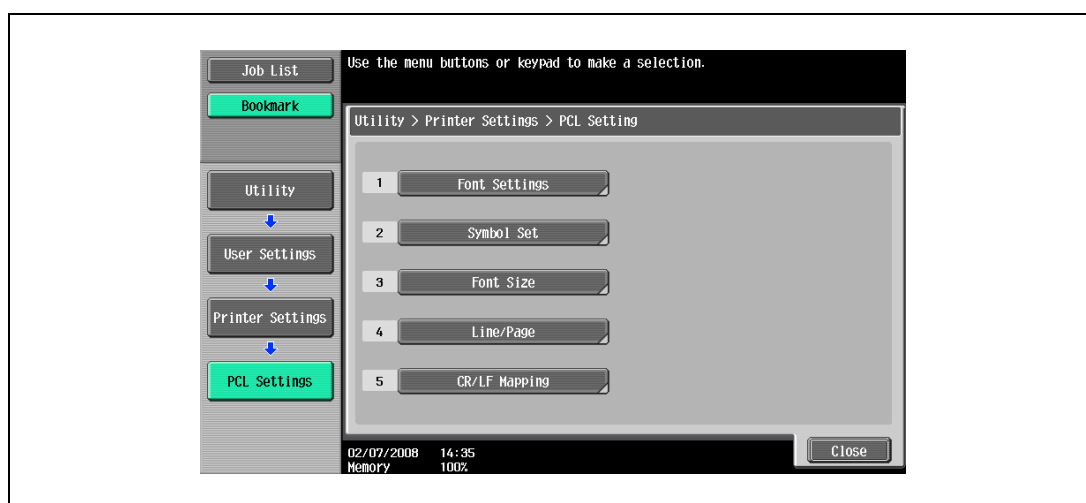 Job List
Bookmark
Use the menu buttons or keypad to make a selection.
Utility > Printer Settings > PCL Setting
Utility
User Settings
Printer Settings
PCL Settings
1 Font Settings
2 Symbol Set
3 Font Size
4 Line/Page
5 CR/LF Mapping
02/07/2008 14:35
Memory 100%
Close